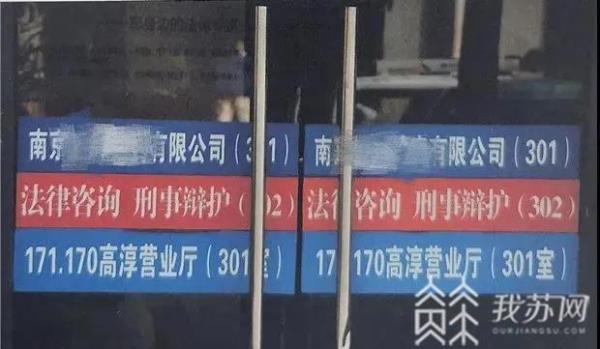 南京 有限公司（301） 有限公司（301）
法律咨询 刑事辩护（302） 法律咨询 刑事辩护（302）
171.170高淳营业厅（301室） 171.170高淳营业厅（301室）
我苏网
OURJIANGSU.COM